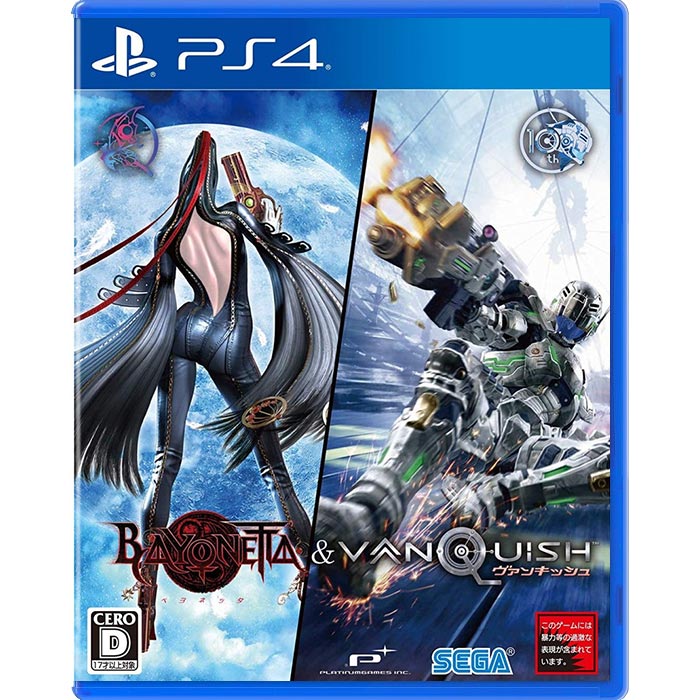 PS4
10th
BAYONETTA & VANQUISH™
ベヨネッタ
ヴァンキッシュ
CERO
D
17才以上対象
P
PLATINUMGAMES INC.
SEGA®
このゲームには
暴力等の過激な
表現が含まれて
います。